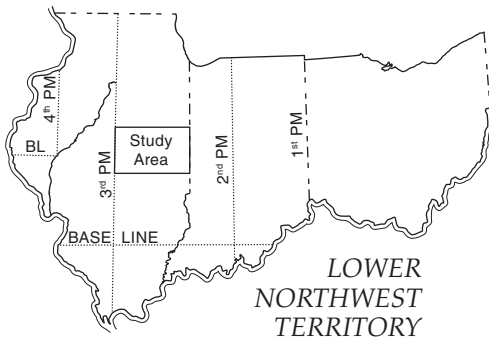 4th PM
BL
Study
Area
3rd PM
2nd PM
1st PM
BASE LINE
LOWER
NORTHWEST
TERRITORY